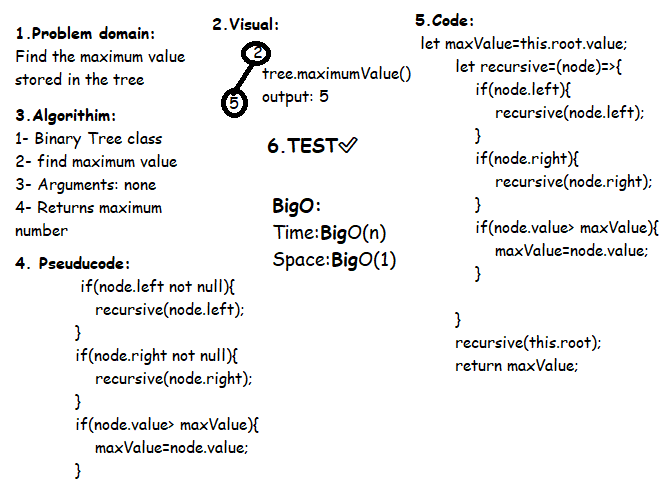 1.Problem domain:
Find the maximum value
stored in the tree
2.Visual:
2
5
tree.maximumValue()
output: 5
3.Algorithim:
1- Binary Tree class
2- find maximum value
3- Arguments: none
4- Returns maximum
number
4. Pseuducode:
if(node.left not null){
recursive(node.left);
}
if(node.right not null){
recursive(node.right);
}
if(node.value> maxValue){
maxValue=node.value;
}
5.Code:
let maxValue=this.root.value;
let recursive=(node)=>{
if(node.left){
recursive(node.left);
}
if(node.right){
recursive(node.right);
}
if(node.value> maxValue){
maxValue=node.value;
}
}
recursive(this.root);
return maxValue;
6.TEST✓
BigO:
Time:BigO(n)
Space:BigO(1)